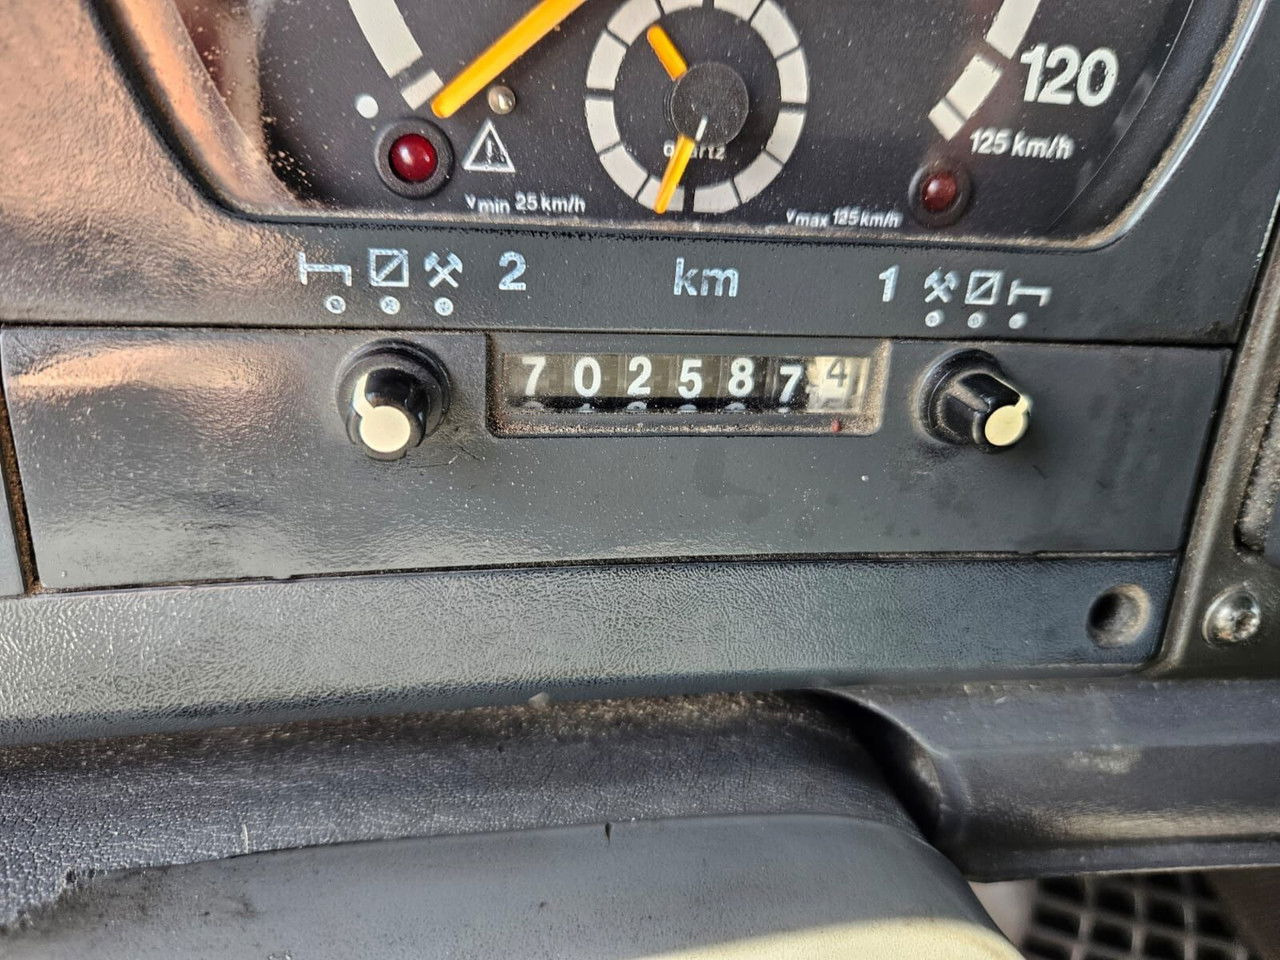 120
125 km/h
quartz
Vmin 25 km/h
Vmax 125 km/h
2 km 1
7025874